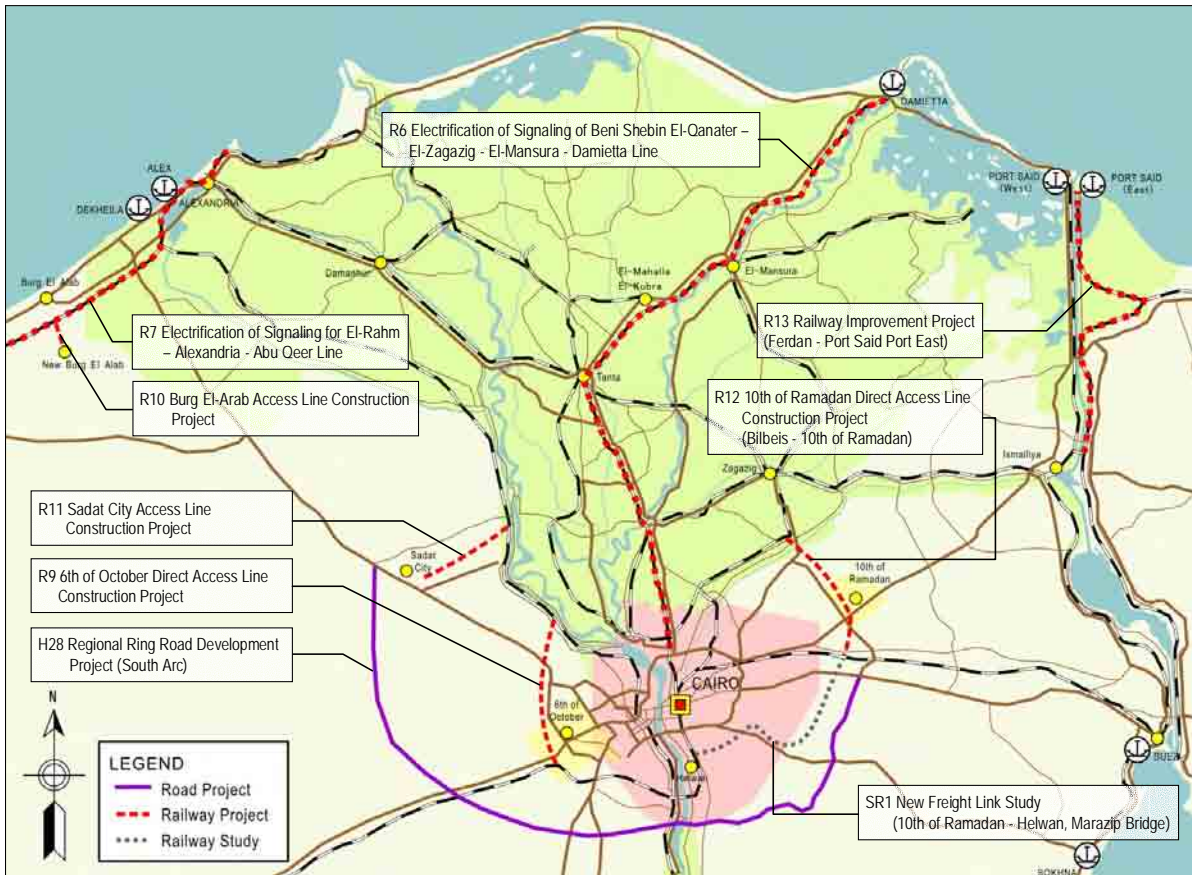 DAMIETTA
R6 Electrification of Signaling of Beni Shebin El-Qanater –
El-Zagazig - El-Mansura - Damietta Line
ALEX
DEKHEILA
ALEXANDRIA
PORT SAID
(West)
PORT SAID
(East)
Burg El Alab
Damanhur
El-Mahalla
El-Kobra
El-Mansura
R7 Electrification of Signaling for El-Rahm
– Alexandria - Abu Qeer Line
R13 Railway Improvement Project
(Ferdan - Port Said Port East)
New Burg El Alab
Tanta
R10 Burg El-Arab Access Line Construction
Project
R12 10th of Ramadan Direct Access Line
Construction Project
(Bilbeis - 10th of Ramadan)
Zagazig
Ismailiya
R11 Sadat City Access Line
Construction Project
Sadat
City
10th of
Ramadan
R9 6th of October Direct Access Line
Construction Project
H28 Regional Ring Road Development
Project (South Arc)
CAIRO
6th of
October
N
Helwan
SUEZ
LEGEND
Road Project
Railway Project
Railway Study
SR1 New Freight Link Study
(10th of Ramadan - Helwan, Marazip Bridge)
SOKHNA